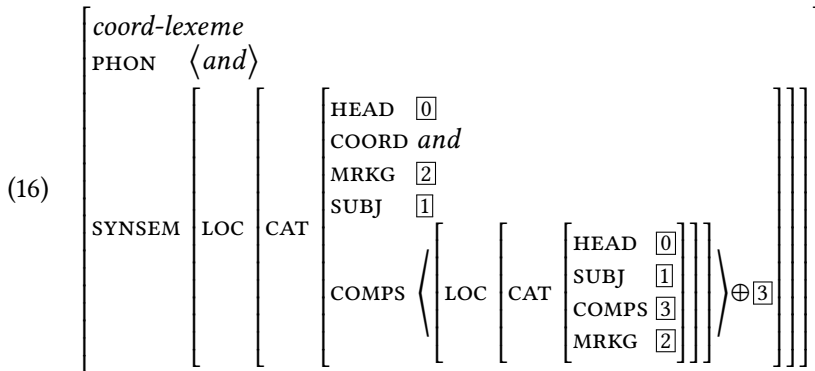 (16)
coord-lexeme
PHON ⟨and⟩
HEAD 0
COORD and
MRKG 2
SUBJ 1
SYNSEM LOC CAT
COMPS ⟨ LOC CAT
HEAD 0
SUBJ 1
COMPS 3
MRKG 2
⟩⊕ 3